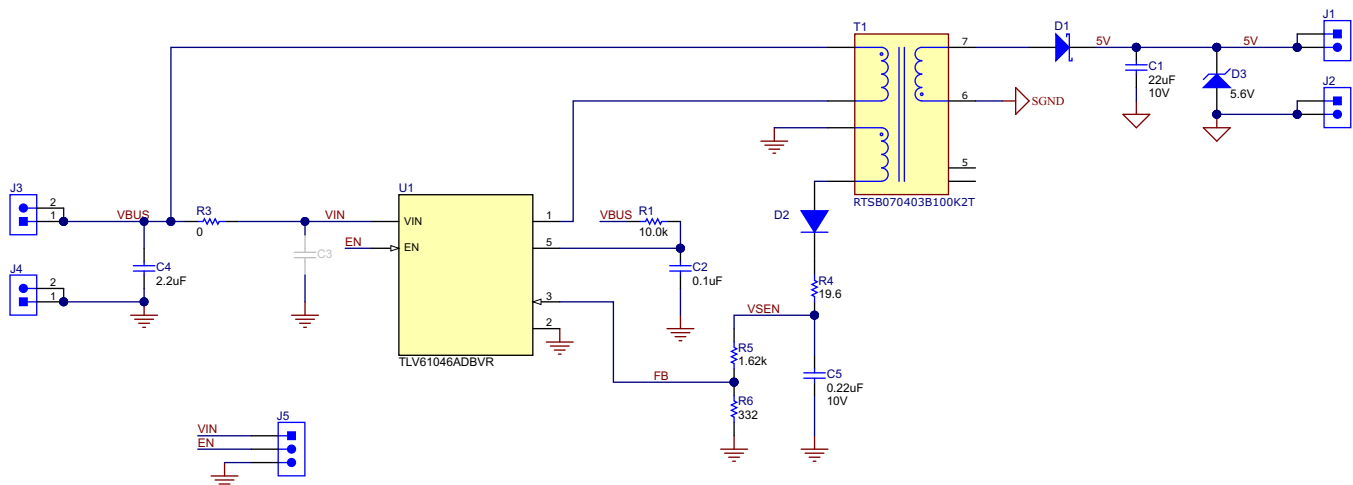 T1
7
D1
5V
5V
J1
C1
22uF
10V
D3
5.6V
J2
6
SGND
5
RTSB070403B100K2T
J3
2
1
VBUS
R3
0
VIN
U1
VIN
EN
EN
1
5
3
2
TLV61046ADBVR
VBUS
R1
10.0k
C2
0.1uF
C3
J4
2
1
C4
2.2uF
D2
R4
19.6
VSEN
R5
1.62k
FB
R6
332
C5
0.22uF
10V
J5
VIN
EN